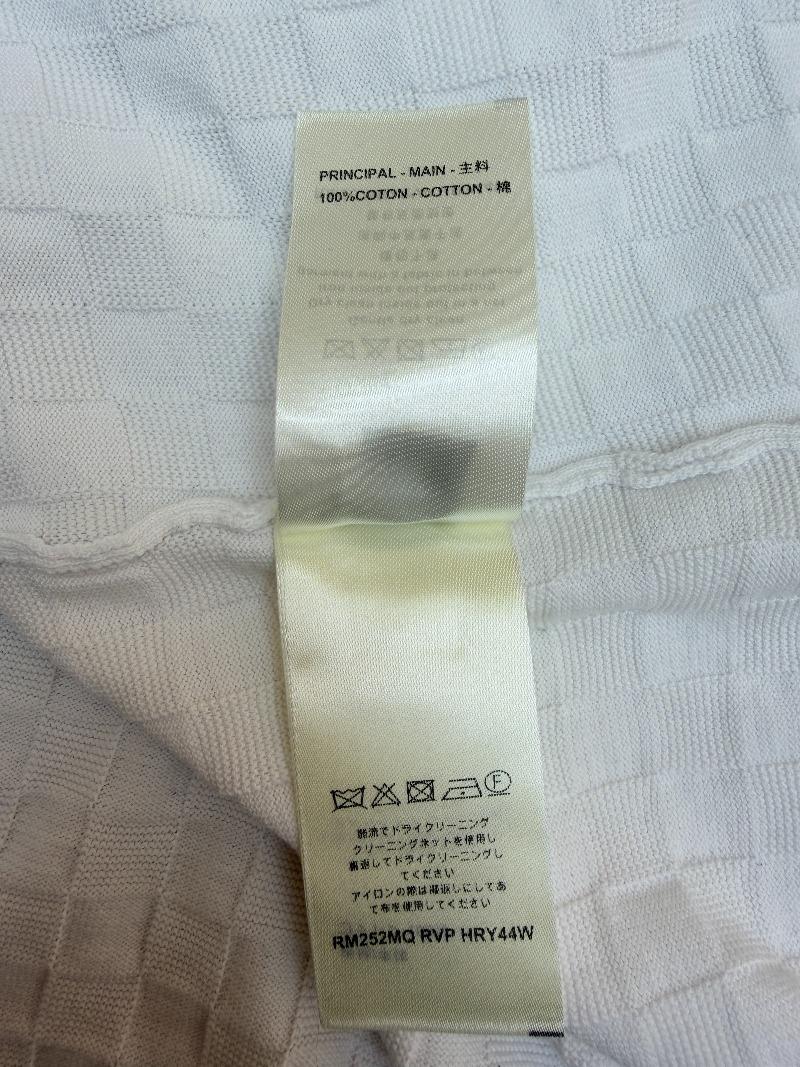 PRINCIPAL - MAIN - 主料
100%COTON - COTTON - 棉
F
弱流でドライクリーニング
クリーニングネットを使用し
裏返してドライクリーニングし
てください
アイロンの際は裏返しにしてあ
て布を使用してください
RM252MQ RVP HRY44W